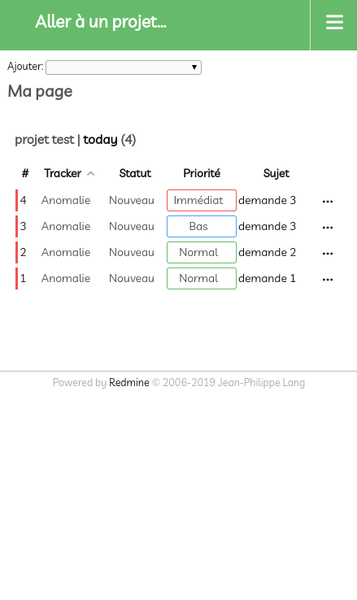 Aller à un projet...
Ajouter:
Ma page
projet test | today (4)
# Tracker Statut Priorité Sujet
4 Anomalie Nouveau Immédiat demande 3 ...
3 Anomalie Nouveau Bas demande 3 ...
2 Anomalie Nouveau Normal demande 2 ...
1 Anomalie Nouveau Normal demande 1 ...
Powered by Redmine © 2006-2019 Jean-Philippe Lang